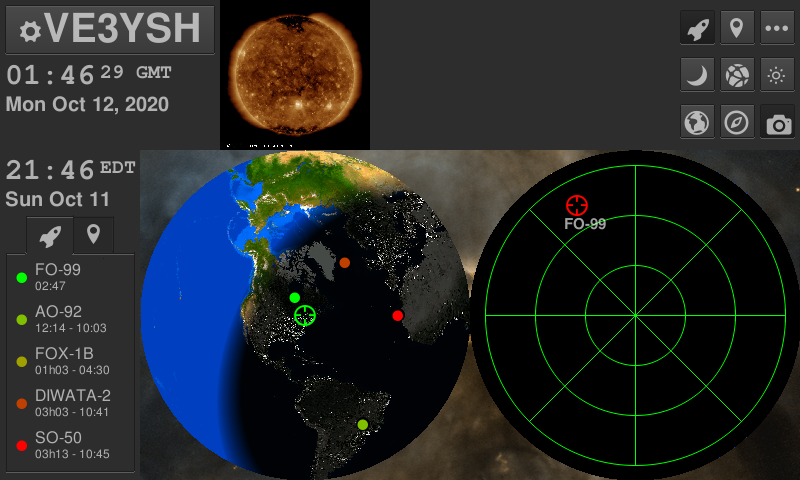 VE3YSH
01:46 29 GMT
Mon Oct 12, 2020
21:46 EDT
Sun Oct 11
FO-99
02:47
AO-92
12:14 - 10:03
FOX-1B
01h03 - 04:30
DIWATA-2
03h03 - 10:41
SO-50
03h13 - 10:45
FO-99